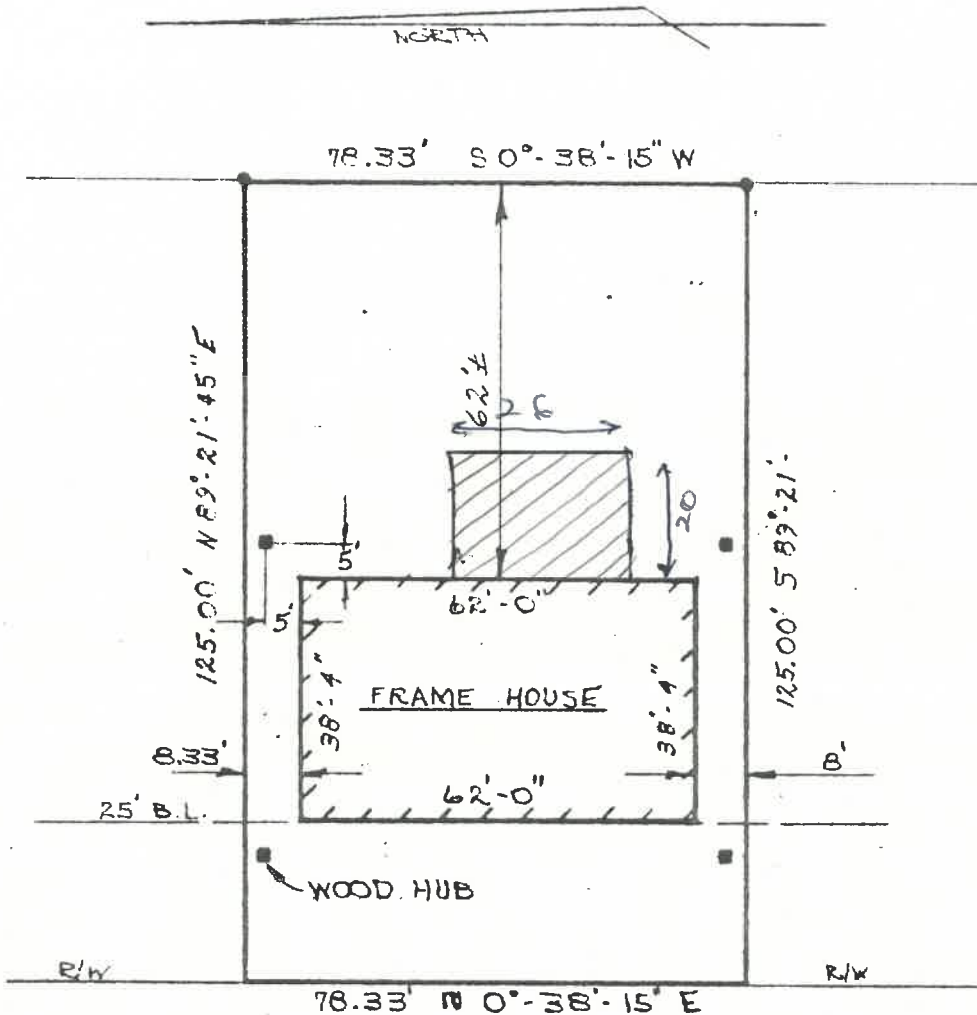 NORTH
78.33' S 0°-38'-15" W
125.00' N 89°-21'-45" E
62'±
20
5'
5'
62'-0"
125.00' S 89°-21'-
38'-4"
FRAME HOUSE
38'-4"
8.33'
8'
62'-0"
25' B.L.
WOOD HUB
R/W
R/W
78.33' N 0°-38'-15" E